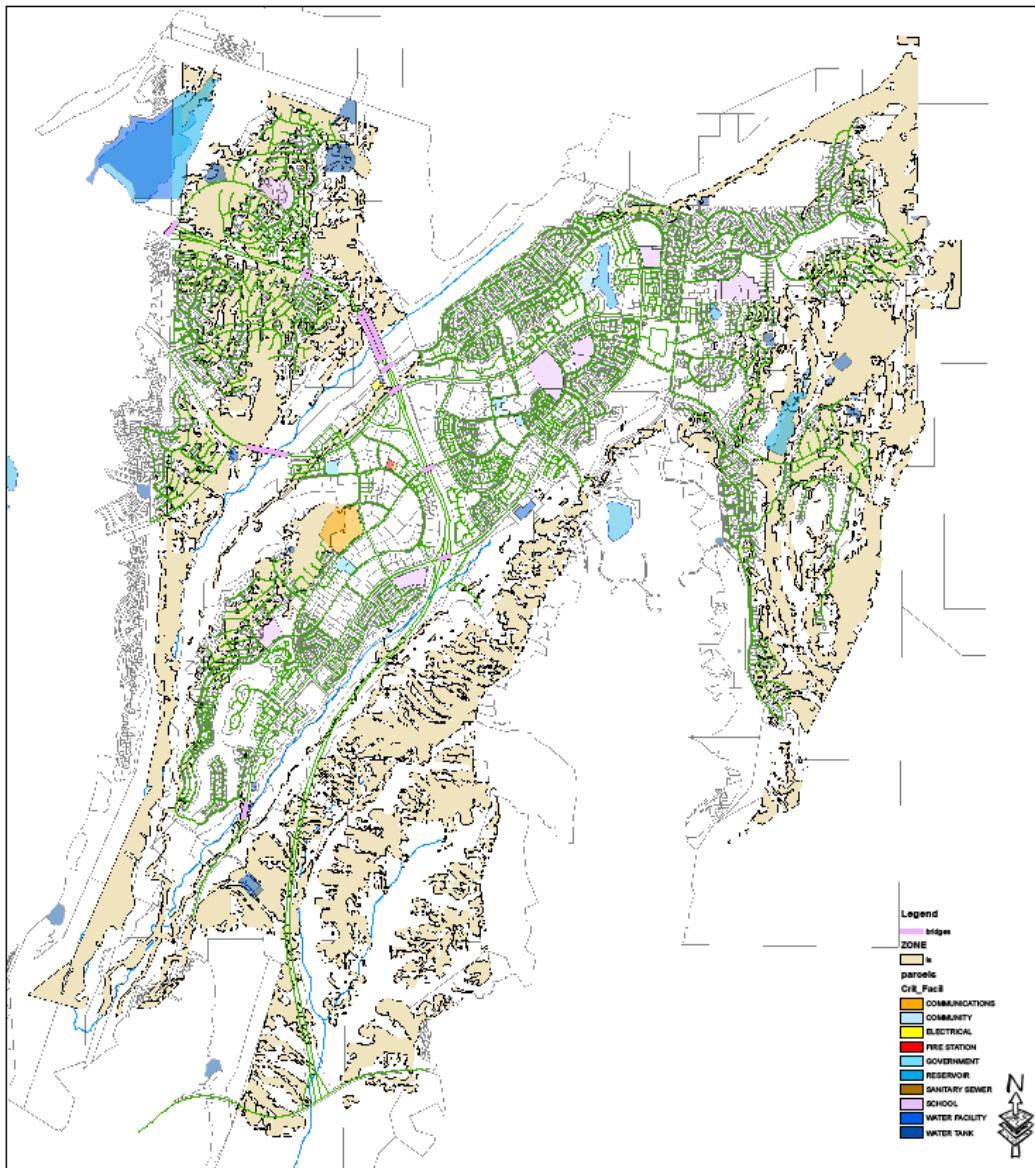 Legend
bridges
ZONE
ls
parcels
Crit_Facil
COMMUNICATIONS
COMMUNITY
ELECTRICAL
FIRE STATION
GOVERNMENT
RESERVOIR
SANITARY SEWER
SCHOOL
WATER FACILITY
WATER TANK
N